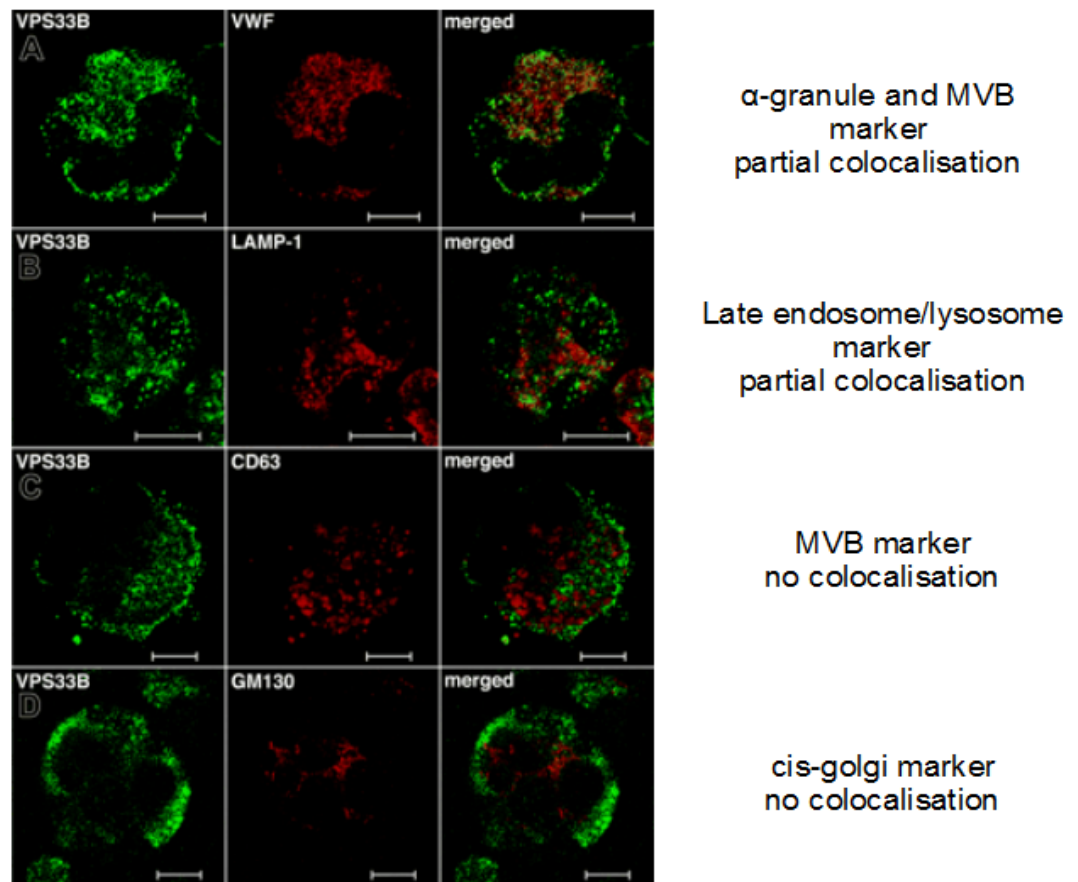 VPS33B VWF merged
A
α-granule and MVB
marker
partial colocalisation
VPS33B LAMP-1 merged
B
Late endosome/lysosome
marker
partial colocalisation
VPS33B CD63 merged
C
MVB marker
no colocalisation
VPS33B GM130 merged
D
cis-golgi marker
no colocalisation